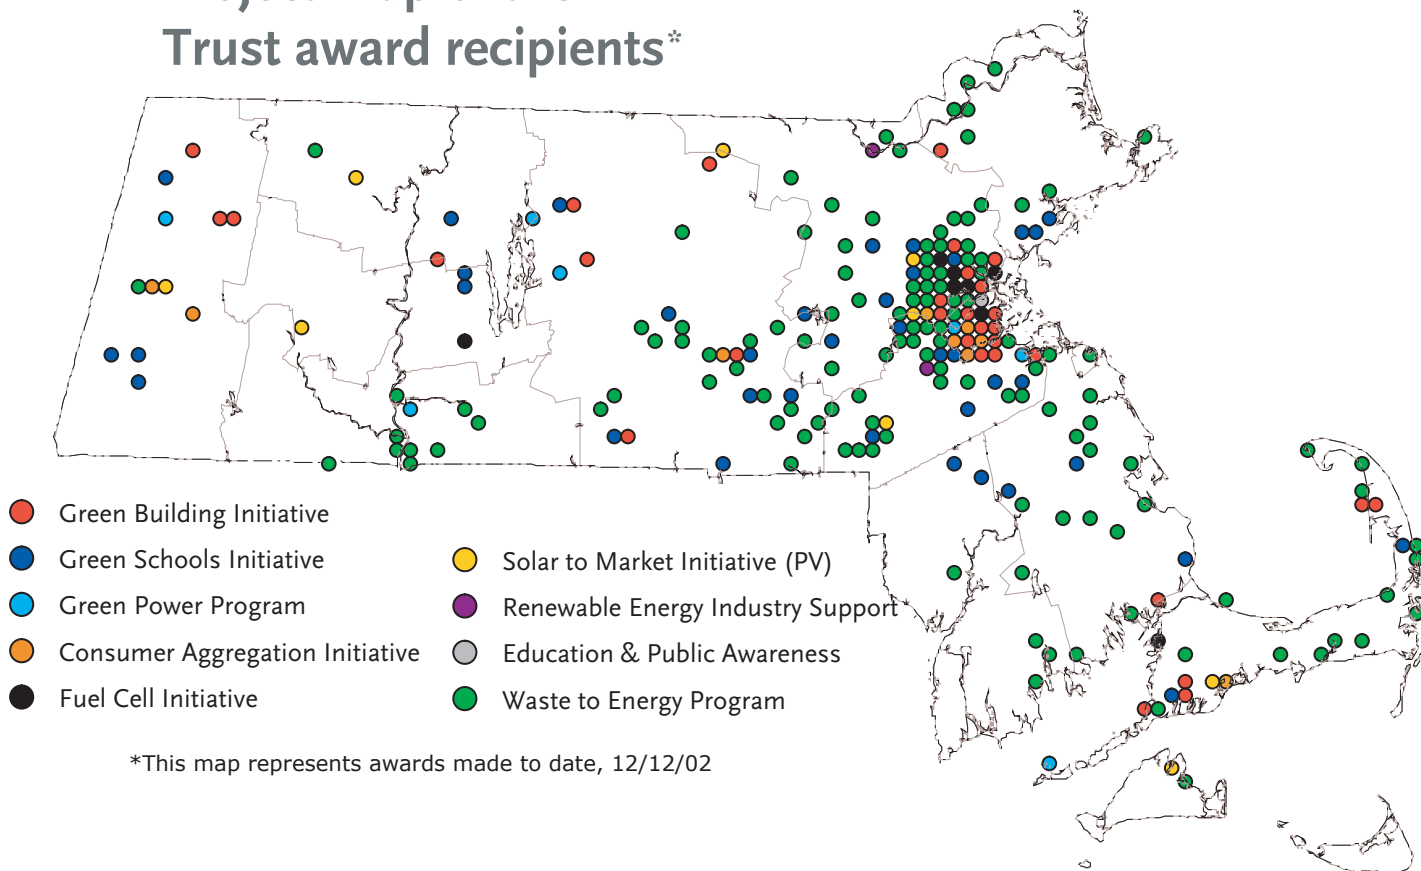 Trust award recipients*
Green Building Initiative
Green Schools Initiative
Green Power Program
Consumer Aggregation Initiative
Fuel Cell Initiative
Solar to Market Initiative (PV)
Renewable Energy Industry Support
Education & Public Awareness
Waste to Energy Program
*This map represents awards made to date, 12/12/02